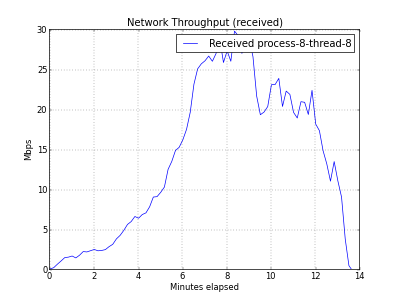 Network Throughput (received)
Received process-8-thread-8
30
25
20
15
10
5
0
Mbps
0 2 4 6 8 10 12 14
Minutes elapsed